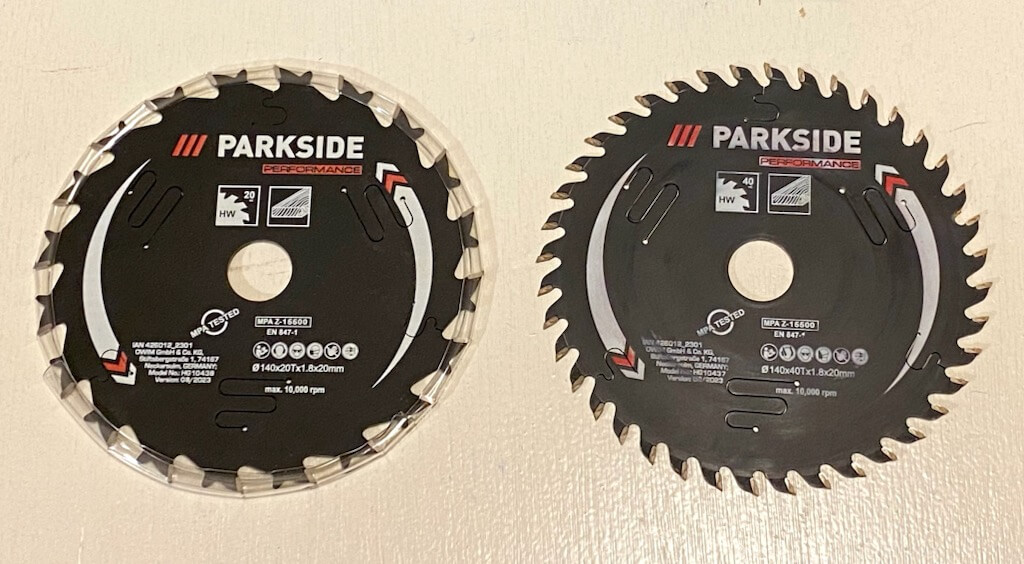 PARKSIDE
PERFORMANCE
20
HW
MPA TESTED
MPA Z-16600
EN 847-1
IAN 426012_2301
OWIM GmbH & Co. KG,
Stiftsbergstraße 1, 74167
Neckarsulm, GERMANY;
Model No.: HG10439
Version: 08/2023
Ø140x20Tx1.8x20mm
max. 10,000 rpm
PARKSIDE
PERFORMANCE
40
HW
MPA TESTED
MPA Z-16600
EN 847-
IAN 426012_2301
OWIM GmbH & Co. KG,
Stiftsbergstraße 1, 74167
Neckarsulm, GERMANY;
Model No.: HG10437
Version: 08/2023
Ø140x40Tx1.8x20mm
max. 10,000 rpm